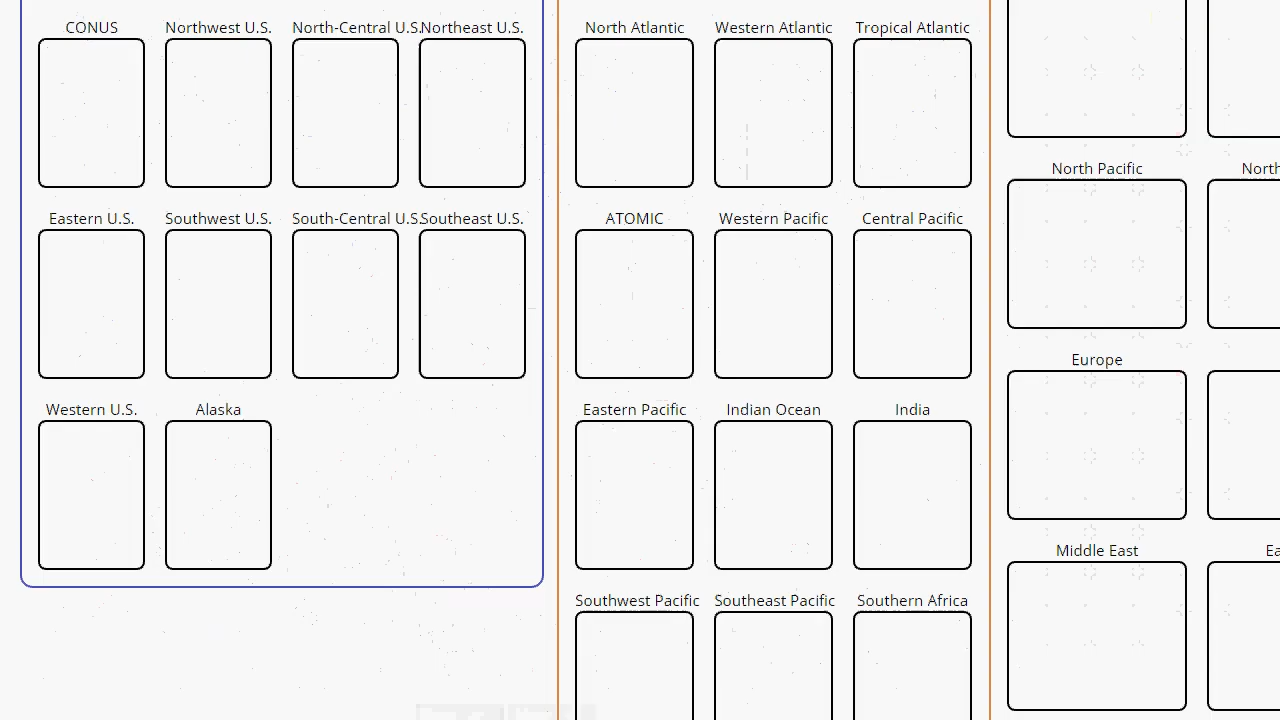 CONUS Northwest U.S. North-Central U.S. Northeast U.S.
Eastern U.S. Southwest U.S. South-Central U.S. Southeast U.S.
Western U.S. Alaska
North Atlantic Western Atlantic Tropical Atlantic
ATOMIC Western Pacific Central Pacific
Eastern Pacific Indian Ocean India
Southwest Pacific Southeast Pacific Southern Africa
North Pacific North
Europe
Middle East Ea